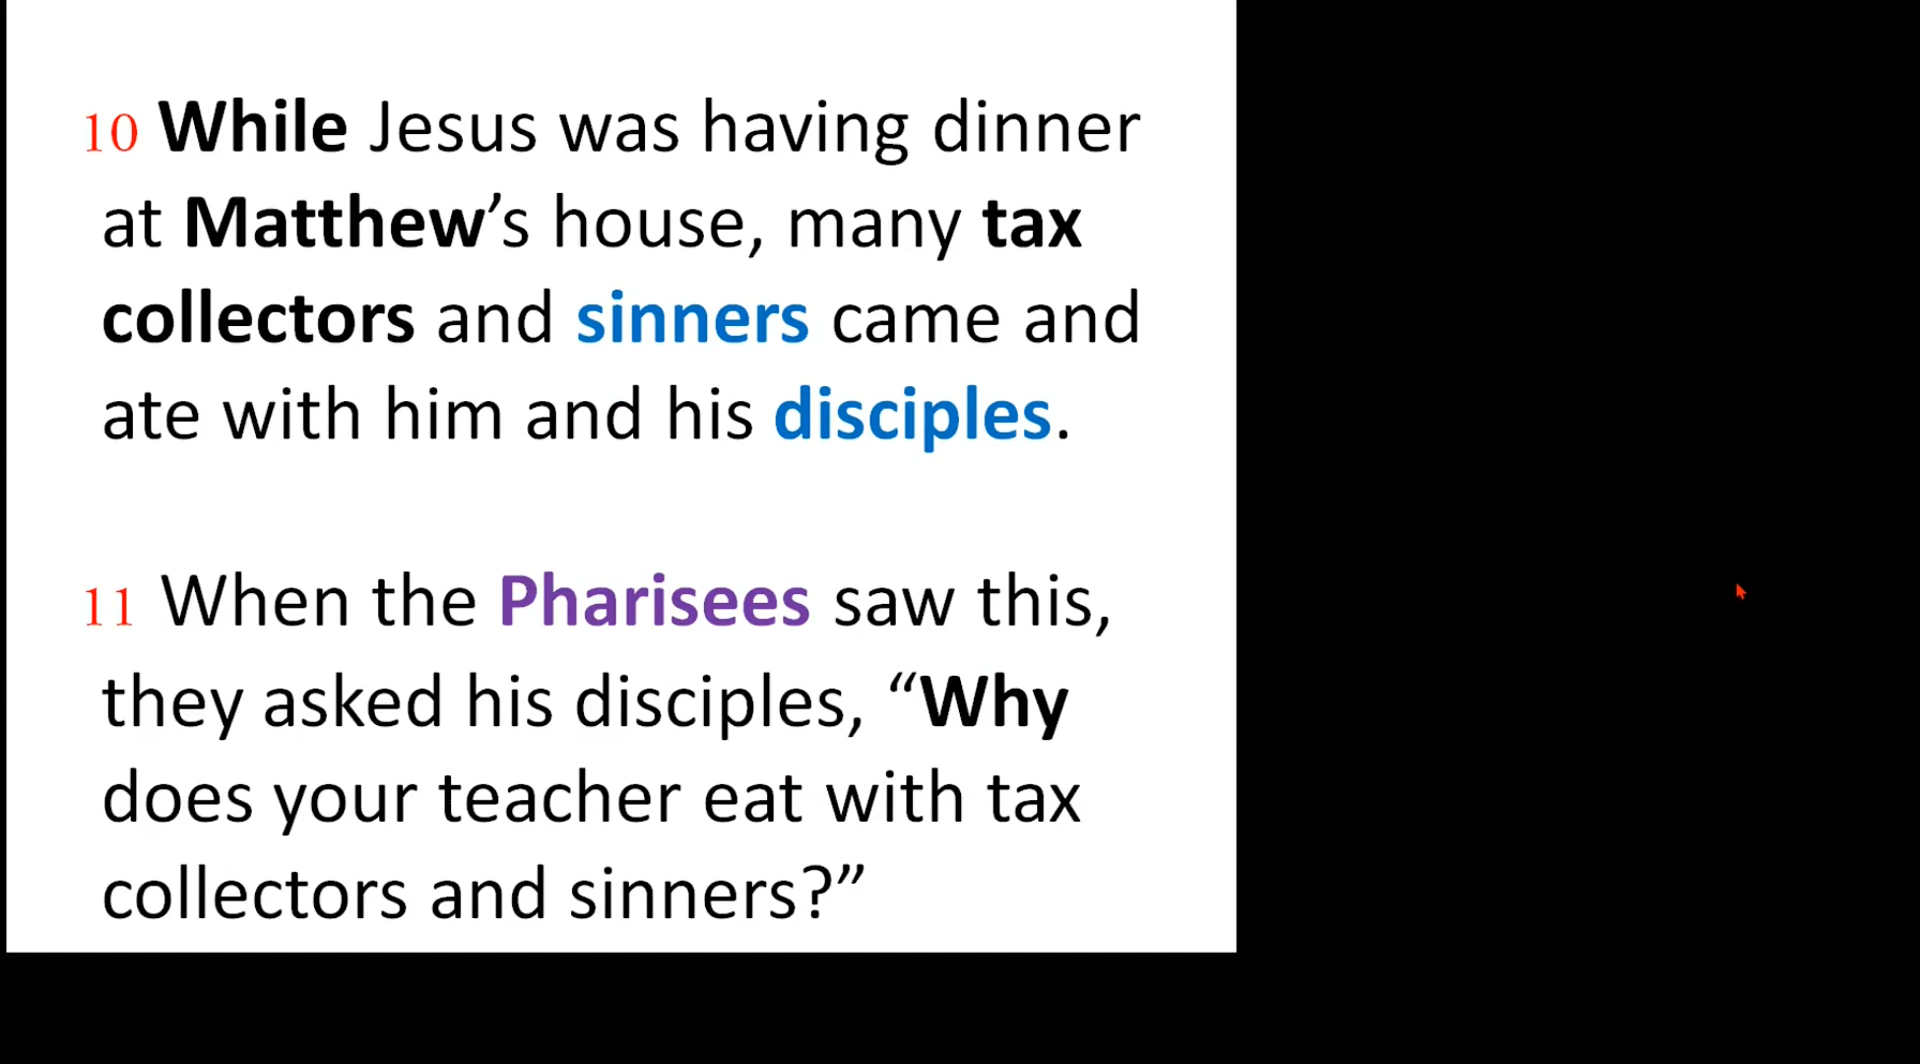 10 While Jesus was having dinner
at Matthew’s house, many tax
collectors and sinners came and
ate with him and his disciples.
11 When the Pharisees saw this,
they asked his disciples, “Why
does your teacher eat with tax
collectors and sinners?”